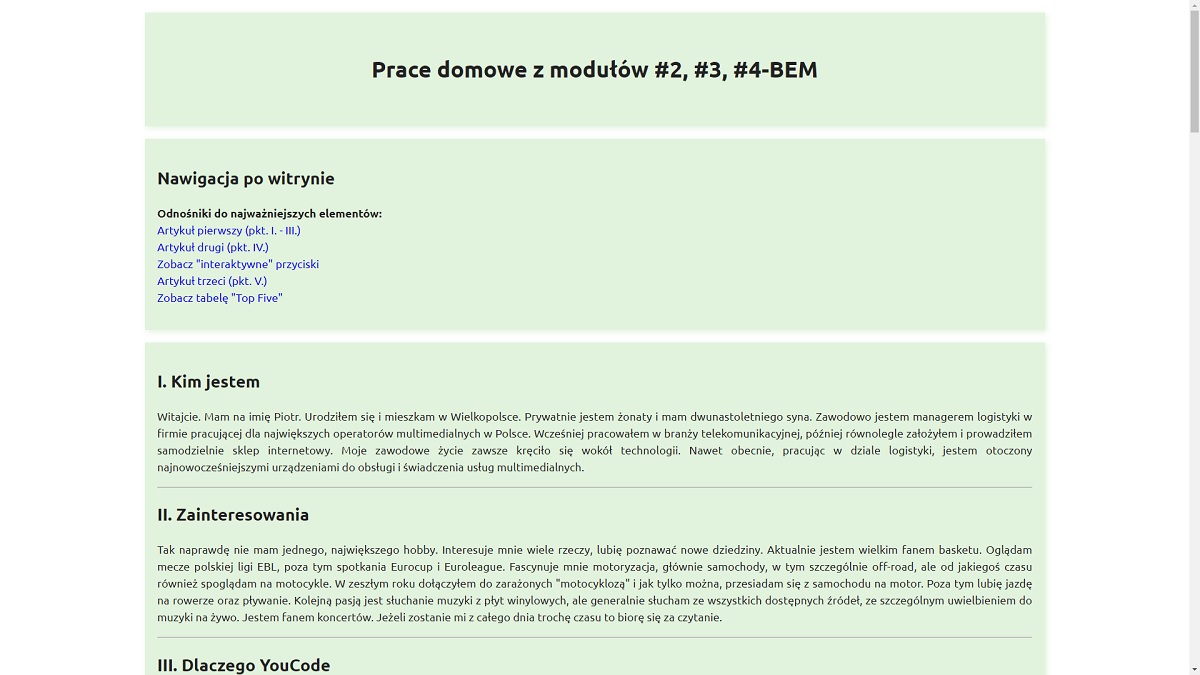 Prace domowe z modułów #2, #3, #4-BEM
Nawigacja po witrynie
Odnośniki do najważniejszych elementów:
Artykuł pierwszy (pkt. I. - III.)
Artykuł drugi (pkt. IV.)
Zobacz "interaktywne" przyciski
Artykuł trzeci (pkt. V.)
Zobacz tabelę "Top Five"
I. Kim jestem
Witajcie. Mam na imię Piotr. Urodziłem się i mieszkam w Wielkopolsce. Prywatnie jestem żonaty i mam dwunastoletniego syna. Zawodowo jestem managerem logistyki w
firmie pracującej dla największych operatorów multimedialnych w Polsce. Wcześniej pracowałem w branży telekomunikacyjnej, później równolegle założyłem i prowadziłem
samodzielnie sklep internetowy. Moje zawodowe życie zawsze kręciło się wokół technologii. Nawet obecnie, pracując w dziale logistyki, jestem otoczony
najnowocześniejszymi urządzeniami do obsługi i świadczenia usług multimedialnych.
II. Zainteresowania
Tak naprawdę nie mam jednego, największego hobby. Interesuje mnie wiele rzeczy, lubię poznawać nowe dziedziny. Aktualnie jestem wielkim fanem basketu. Oglądam
mecze polskiej ligi EBL, poza tym spotkania Eurocup i Euroleague. Fascynuje mnie motoryzacja, głównie samochody, w tym szczególnie off-road, ale od jakiegoś czasu
również spoglądam na motocykle. W zeszłym roku dołączyłem do zarażonych "motocyklozą" i jak tylko można, przesiadam się z samochodu na motor. Poza tym lubię jazdę
na rowerze oraz pływanie. Kolejną pasją jest słuchanie muzyki z płyt winylowych, ale generalnie słucham ze wszystkich dostępnych źródeł, ze szczególnym uwielbieniem do
muzyki na żywo. Jestem fanem koncertów. Jeżeli zostanie mi z całego dnia trochę czasu to biorę się za czytanie.
III. Dlaczego YouCode